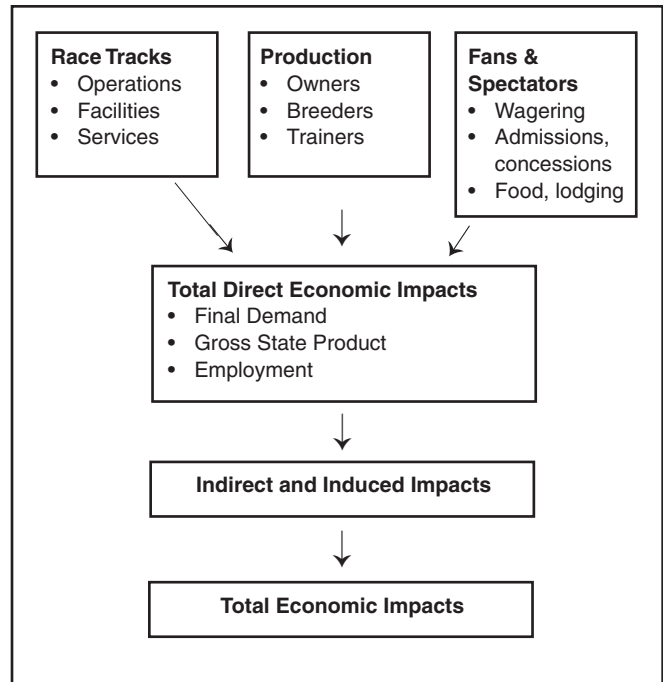 Race Tracks
• Operations
• Facilities
• Services
Production
• Owners
• Breeders
• Trainers
Fans &
Spectators
• Wagering
• Admissions,
concessions
• Food, lodging
Total Direct Economic Impacts
• Final Demand
• Gross State Product
• Employment
Indirect and Induced Impacts
Total Economic Impacts